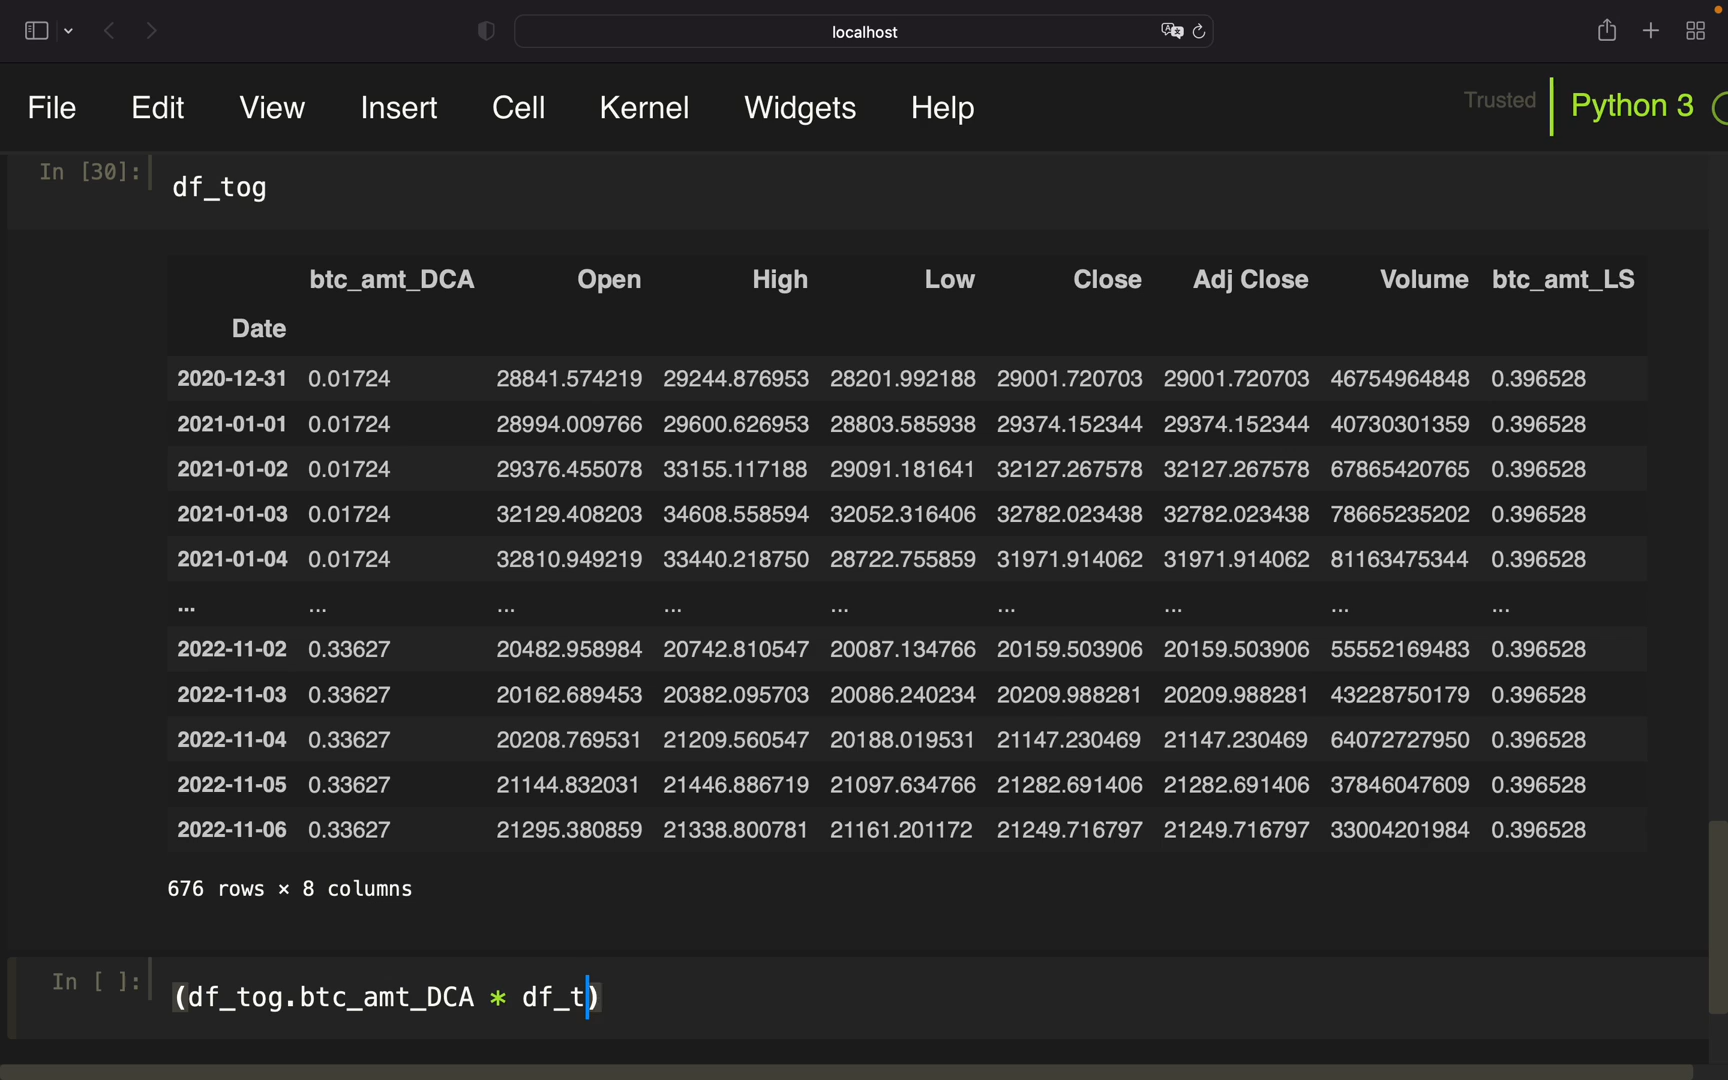 localhost
File Edit View Insert Cell Kernel Widgets Help Trusted Python 3
In [30]: df_tog
btc_amt_DCA Open High Low Close Adj Close Volume btc_amt_LS
Date
2020-12-31 0.01724 28841.574219 29244.876953 28201.992188 29001.720703 29001.720703 46754964848 0.396528
2021-01-01 0.01724 28994.009766 29600.626953 28803.585938 29374.152344 29374.152344 40730301359 0.396528
2021-01-02 0.01724 29376.455078 33155.117188 29091.181641 32127.267578 32127.267578 67865420765 0.396528
2021-01-03 0.01724 32129.408203 34608.558594 32052.316406 32782.023438 32782.023438 78665235202 0.396528
2021-01-04 0.01724 32810.949219 33440.218750 28722.755859 31971.914062 31971.914062 81163475344 0.396528
... ... ... ... ... ... ... ... ...
2022-11-02 0.33627 20482.958984 20742.810547 20087.134766 20159.503906 20159.503906 55552169483 0.396528
2022-11-03 0.33627 20162.689453 20382.095703 20086.240234 20209.988281 20209.988281 43228750179 0.396528
2022-11-04 0.33627 20208.769531 21209.560547 20188.019531 21147.230469 21147.230469 64072727950 0.396528
2022-11-05 0.33627 21144.832031 21446.886719 21097.634766 21282.691406 21282.691406 37846047609 0.396528
2022-11-06 0.33627 21295.380859 21338.800781 21161.201172 21249.716797 21249.716797 33004201984 0.396528
676 rows × 8 columns
In [ ]: (df_tog.btc_amt_DCA * df_t)